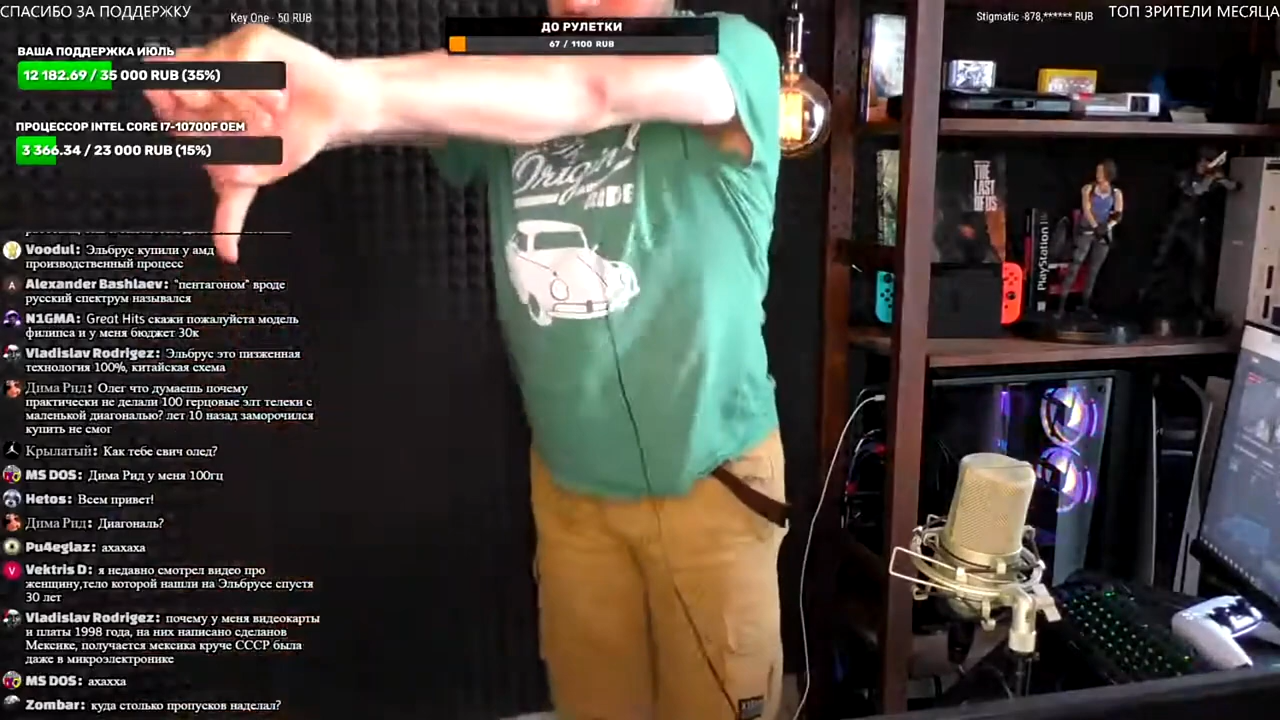 СПАСИБО ЗА ПОДДЕРЖКУ
Key One · 50 RUB
ДО РУЛЕТКИ
67 / 1100 RUB
Stigmatic ·878,****** RUB
ТОП ЗРИТЕЛИ МЕСЯЦА
ВАША ПОДДЕРЖКА ИЮЛЬ
12 182.69 / 35 000 RUB (35%)
ПРОЦЕССОР INTEL CORE I7-10700F OEM
3 366.34 / 23 000 RUB (15%)
Voodul: Эльбрус купили у амд
производственный процесс
Alexander Bashlaev: "пентагоном" вроде
русский спектрум назывался
N1GMA: Great Hits скажи пожалуйста модель
филипса и у меня бюджет 30к
Vladislav Rodrigez: Эльбрус это пизженная
технология 100%, китайская схема
Дима Рид: Олег что думаешь почему
практически не делали 100 герцовые элт телеки с
маленькой диагональю? лет 10 назад заморочился
купить не смог
Крылатый: Как тебе свич олед?
MS DOS: Дима Рид у меня 100гц
Hetos: Всем привет!
Дима Рид: Диагональ?
Pu4eglaz: ахахаха
Vektris D: я недавно смотрел видео про
женщину,тело которой нашли на Эльбрусе спустя
30 лет
Vladislav Rodrigez: почему у меня видеокарты
и платы 1998 года, на них написано сделанов
Мексике, получается мексика круче СССР была
даже в микроэлектронике
MS DOS: ахахха
Zombar: куда столько пропусков наделал?
Original
RIDE
THE
LAST
OF US
PlayStation